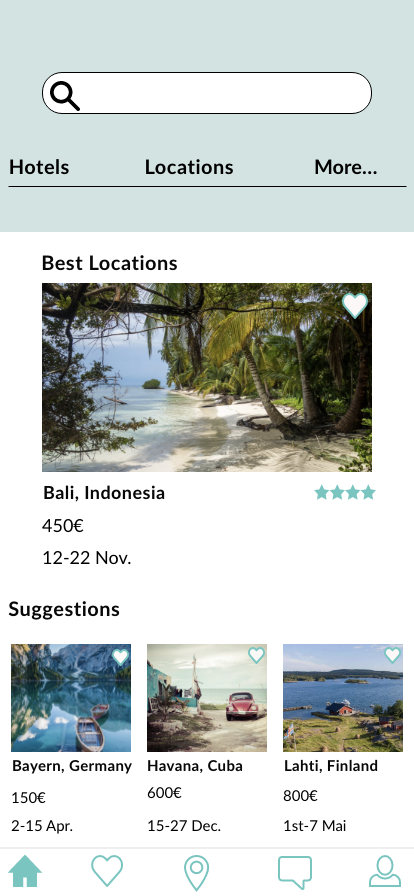 Hotels Locations More...
Best Locations
Bali, Indonesia
450€
12-22 Nov.
Suggestions
Bayern, Germany Havana, Cuba Lahti, Finland
150€ 600€ 800€
2-15 Apr. 15-27 Dec. 1st-7 Mai